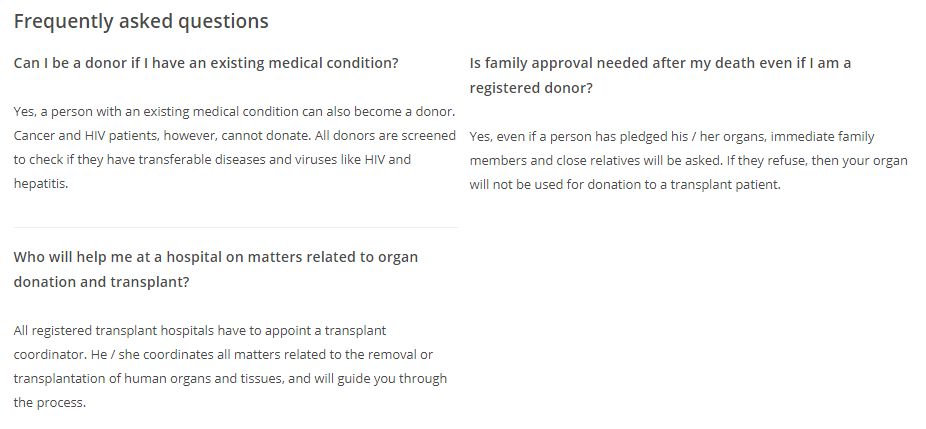 Frequently asked questions
Can I be a donor if I have an existing medical condition?
Yes, a person with an existing medical condition can also become a donor.
Cancer and HIV patients, however, cannot donate. All donors are screened
to check if they have transferable diseases and viruses like HIV and
hepatitis.
Is family approval needed after my death even if I am a
registered donor?
Yes, even if a person has pledged his / her organs, immediate family
members and close relatives will be asked. If they refuse, then your organ
will not be used for donation to a transplant patient.
Who will help me at a hospital on matters related to organ
donation and transplant?
All registered transplant hospitals have to appoint a transplant
coordinator. He / she coordinates all matters related to the removal or
transplantation of human organs and tissues, and will guide you through
the process.